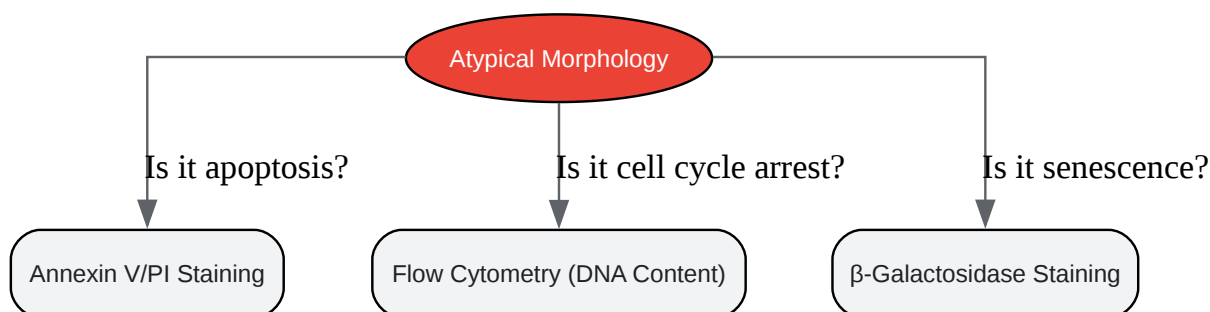 Atypical Morphology
Is it apoptosis?
Is it cell cycle arrest?
Is it senescence?
Annexin V/PI Staining
Flow Cytometry (DNA Content)
β-Galactosidase Staining